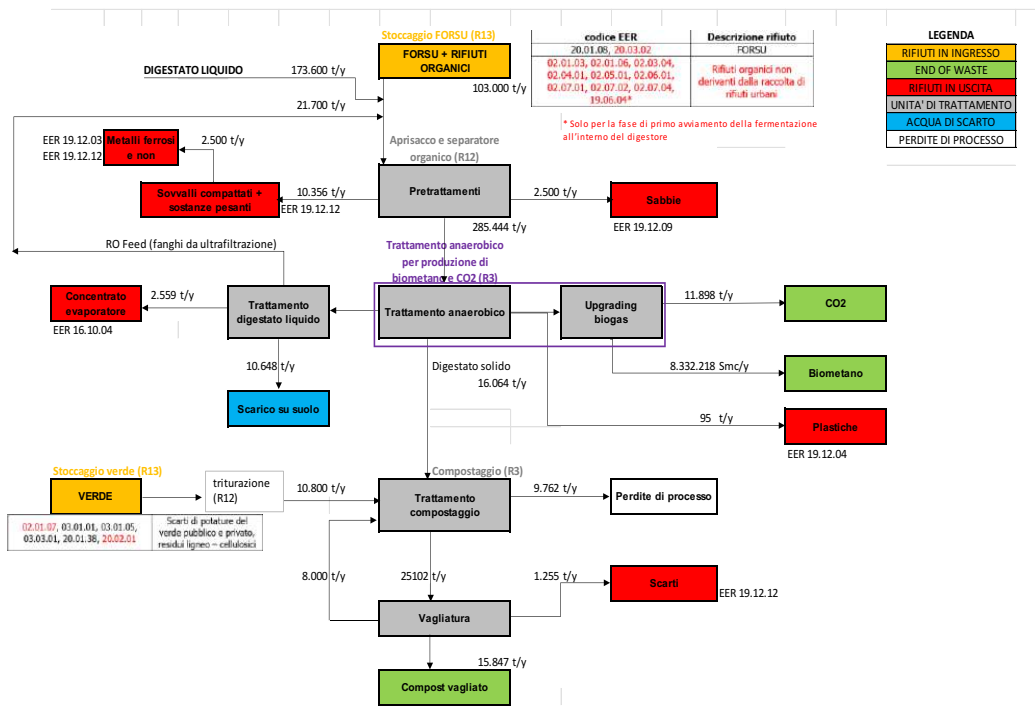 Stoccaggio FORSU (R13)
FORSU + RIFIUTI
ORGANICI
103.000 t/y
DIGESTATO LIQUIDO
173.600 t/y
21.700 t/y
codice EER
Descrizione rifiuto
20.01.08, 20.03.02
FORSU
02.01.03, 02.01.06, 02.03.04,
02.04.01, 02.05.01, 02.06.01,
02.07.01, 02.07.02, 02.07.04,
19.06.04*
Rifiuti organici non
derivanti dalla raccolta di
rifiuti urbani
* Solo per la fase di primo avviamento della fermentazione
all'interno del digestore
LEGENDA
RIFIUTI IN INGRESSO
END OF WASTE
RIFIUTI IN USCITA
UNITA' DI TRATTAMENTO
ACQUA DI SCARTO
PERDITE DI PROCESSO
EER 19.12.03
EER 19.12.12
Metalli ferrosi
e non
2.500 t/y
Aprisacco e separatore
organico (R12)
Pretrattamenti
Sovvalli compattati +
sostanze pesanti
10.356 t/y
EER 19.12.12
2.500 t/y
Sabbie
EER 19.12.09
285.444 t/y
RO Feed (fanghi da ultrafiltrazione)
Trattamento anaerobico
per produzione di
biometano e CO2 (R3)
Concentrato
evaporatore
EER 16.10.04
2.559 t/y
Trattamento
digestato liquido
Trattamento anaerobico
Upgrading
biogas
11.898 t/y
CO2
10.648 t/y
Scarico su suolo
Digestato solido
16.064 t/y
8.332.218 Smc/y
Biometano
95 t/y
Plastiche
EER 19.12.04
Stoccaggio verde (R13)
VERDE
triturazione
(R12)
10.800 t/y
Compostaggio (R3)
Trattamento
compostaggio
9.762 t/y
Perdite di processo
02.01.07, 03.01.01, 03.01.05,
03.03.01, 20.01.38, 20.02.01
Scarti di potature del
verde pubblico e privato,
residui ligneo – cellulosici
8.000 t/y
25102 t/y
1.255 t/y
Scarti
EER 19.12.12
Vagliatura
15.847 t/y
Compost vagliato